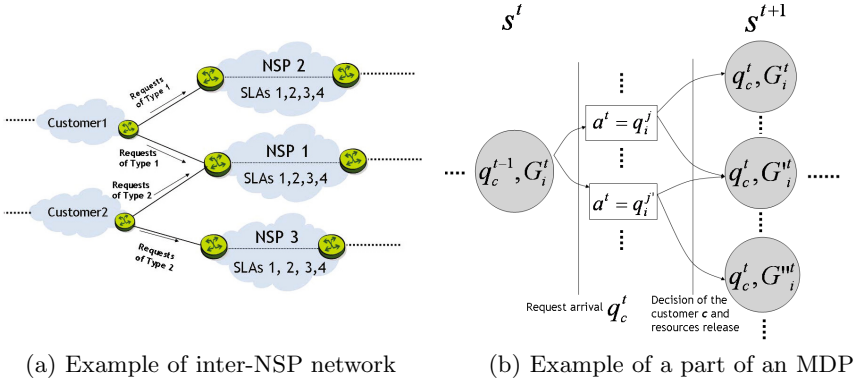 Requests
of Type 1
NSP 2
SLAs 1,2,3,4
Customer1
Requests
of Type 1
NSP 1
SLAs 1,2,3,4
Requests
of Type 2
Customer2
Requests
of Type 2
NSP 3
SLAs 1, 2, 3,4
(a) Example of inter-NSP network
s^t
s^{t+1}
q_c^{t-1}, G_i^t
a^t = q_i^j
a^t = q_i^{j'}
q_c^t, G_i^t
q_c^t, G'_i^t
q_c^t, G''_i^t
Request arrival q_c^t
Decision of the
customer c and
resources release
(b) Example of a part of an MDP